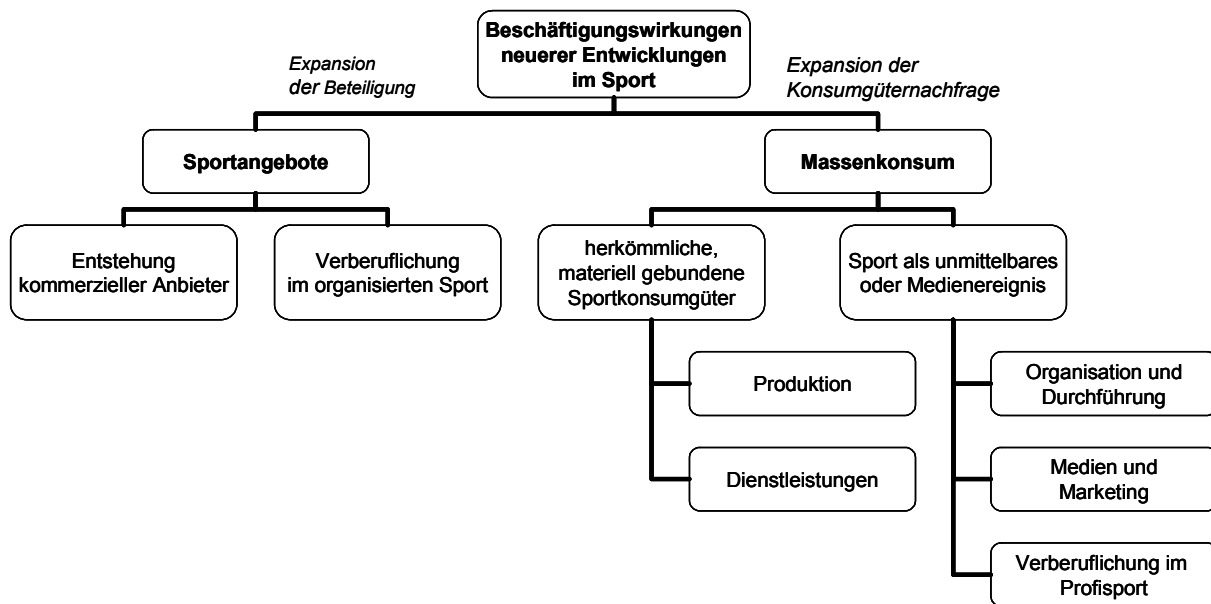 Beschäftigungswirkungen
neuerer Entwicklungen
im Sport
Expansion
der Beteiligung
Expansion der
Konsumgüternachfrage
Sportangebote
Massenkonsum
Entstehung
kommerzieller Anbieter
Verberuflichung
im organisierten Sport
herkömmliche,
materiell gebundene
Sportkonsumgüter
Sport als unmittelbares
oder Medienereignis
Produktion
Organisation und
Durchführung
Dienstleistungen
Medien und
Marketing
Verberuflichung im
Profisport